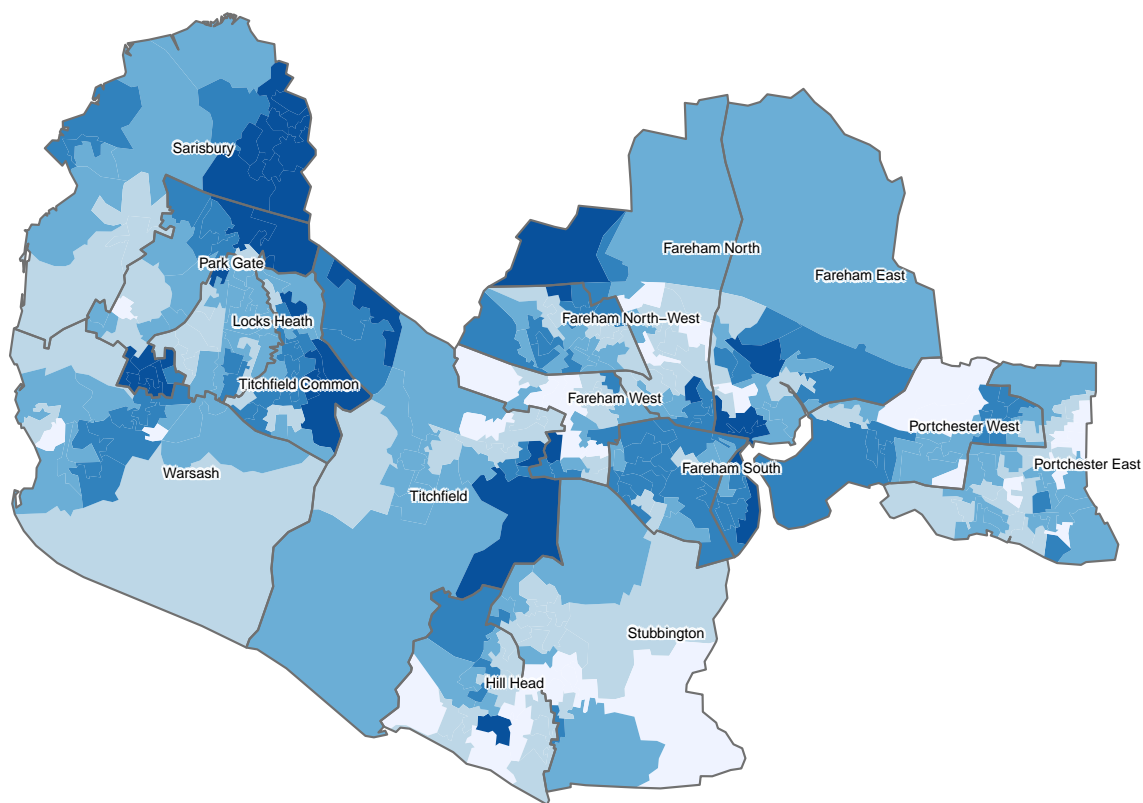 Sarisbury
Fareham North
Park Gate
Fareham East
Locks Heath
Fareham North−West
Titchfield Common
Fareham West
Portchester West
Warsash
Fareham South
Portchester East
Titchfield
Stubbington
Hill Head